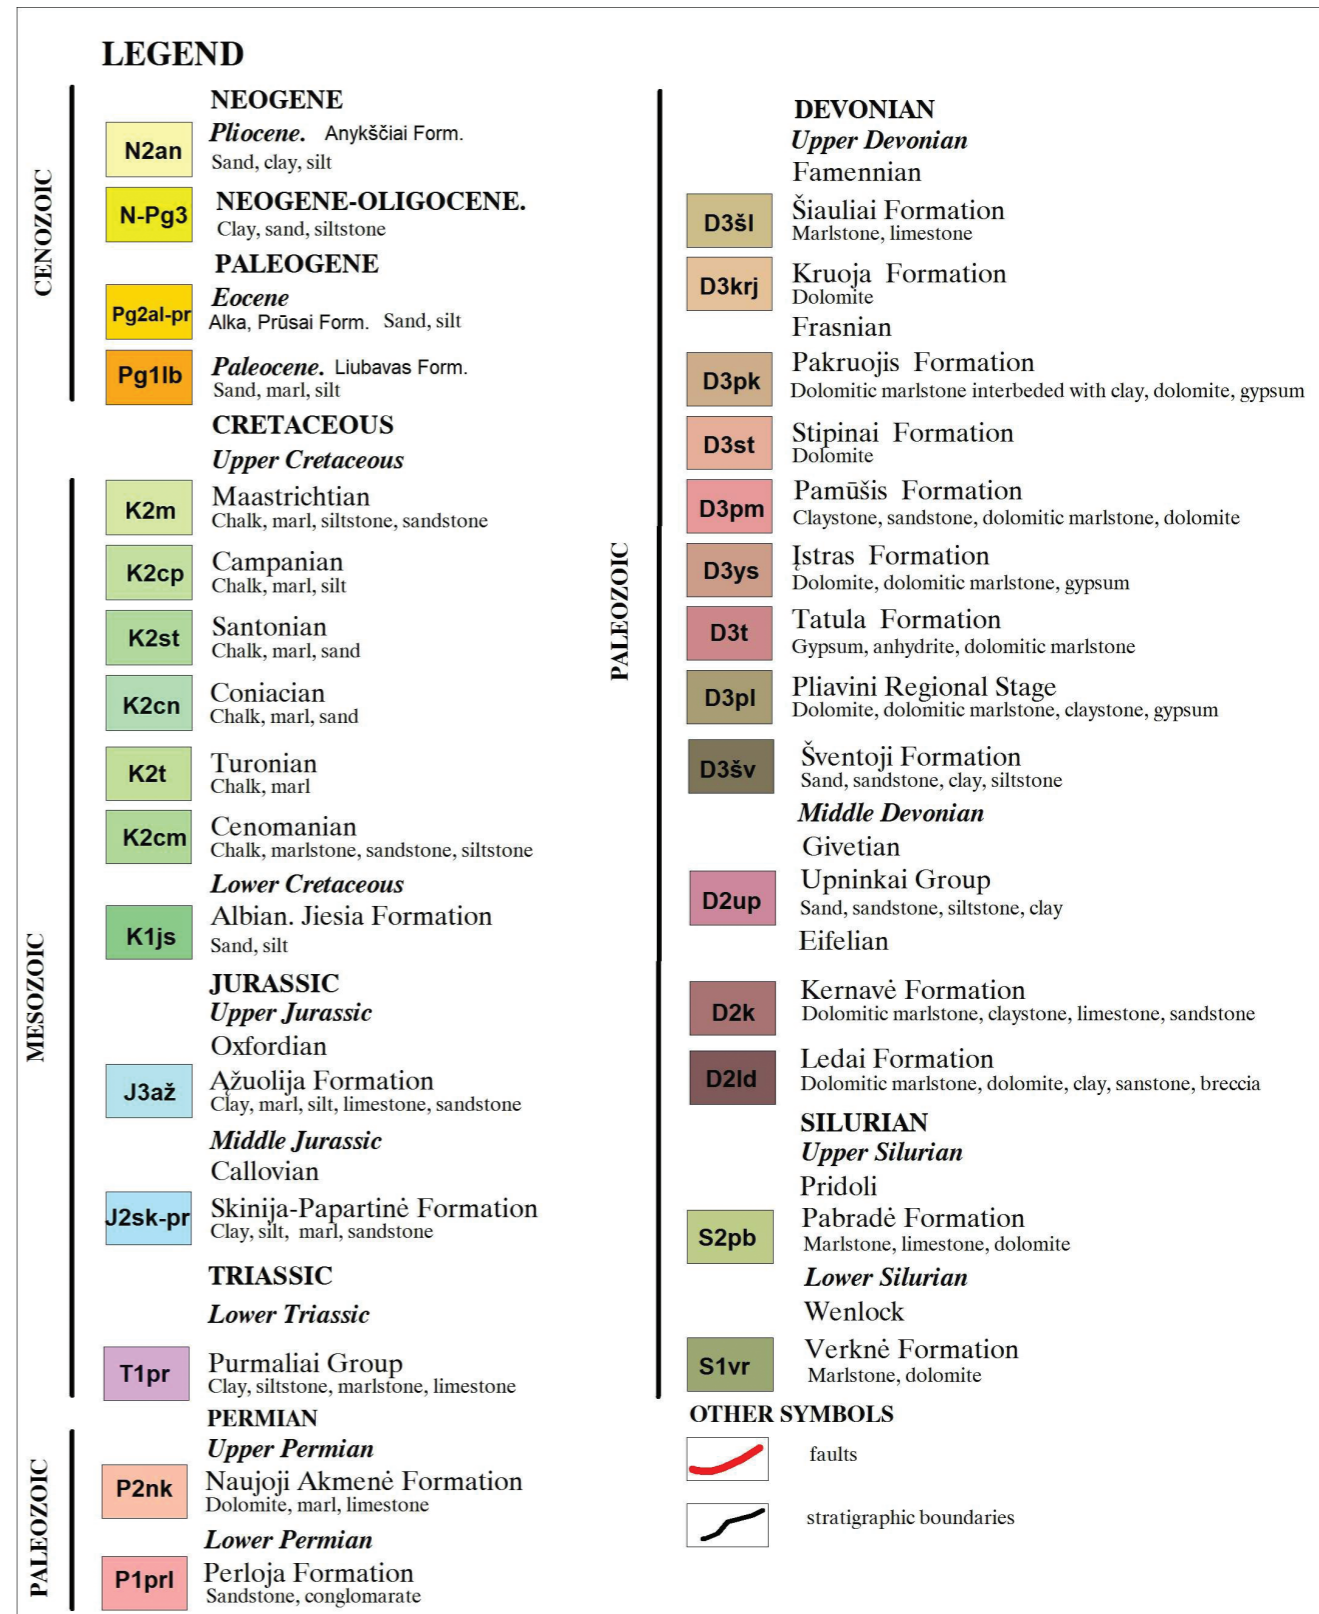 LEGEND
CENOZOIC
NEOGENE
N2an
Pliocene. Anykščiai Form.
Sand, clay, silt
N-Pg3
NEOGENE-OLIGOCENE.
Clay, sand, siltstone
PALEOGENE
Pg2al-pr
Eocene
Alka, Prūsai Form. Sand, silt
Pg1lb
Paleocene. Liubavas Form.
Sand, marl, silt
MESOZOIC
CRETACEOUS
Upper Cretaceous
K2m
Maastrichtian
Chalk, marl, siltstone, sandstone
K2cp
Campanian
Chalk, marl, silt
K2st
Santonian
Chalk, marl, sand
K2cn
Coniacian
Chalk, marl, sand
K2t
Turonian
Chalk, marl
K2cm
Cenomanian
Chalk, marlstone, sandstone, siltstone
Lower Cretaceous
K1js
Albian. Jiesia Formation
Sand, silt
JURASSIC
Upper Jurassic
Oxfordian
J3až
Ąžuolija Formation
Clay, marl, silt, limestone, sandstone
Middle Jurassic
Callovian
J2sk-pr
Skinija-Papartinė Formation
Clay, silt, marl, sandstone
TRIASSIC
Lower Triassic
T1pr
Purmaliai Group
Clay, siltstone, marlstone, limestone
PALEOZOIC
PERMIAN
Upper Permian
P2nk
Naujoji Akmenė Formation
Dolomite, marl, limestone
Lower Permian
P1prl
Perloja Formation
Sandstone, conglomarate
PALEOZOIC
DEVONIAN
Upper Devonian
Famennian
D3šl
Šiauliai Formation
Marlstone, limestone
D3krj
Kruoja Formation
Dolomite
Frasnian
D3pk
Pakruojis Formation
Dolomitic marlstone interbeded with clay, dolomite, gypsum
D3st
Stipinai Formation
Dolomite
D3pm
Pamūšis Formation
Claystone, sandstone, dolomitic marlstone, dolomite
D3ys
Įstras Formation
Dolomite, dolomitic marlstone, gypsum
D3t
Tatula Formation
Gypsum, anhydrite, dolomitic marlstone
D3pl
Pliavini Regional Stage
Dolomite, dolomitic marlstone, claystone, gypsum
D3šv
Šventoji Formation
Sand, sandstone, clay, siltstone
Middle Devonian
Givetian
D2up
Upninkai Group
Sand, sandstone, siltstone, clay
Eifelian
D2k
Kernavė Formation
Dolomitic marlstone, claystone, limestone, sandstone
D2ld
Ledai Formation
Dolomitic marlstone, dolomite, clay, sanstone, breccia
SILURIAN
Upper Silurian
Pridoli
S2pb
Pabradė Formation
Marlstone, limestone, dolomite
Lower Silurian
Wenlock
S1vr
Verknė Formation
Marlstone, dolomite
OTHER SYMBOLS
faults
stratigraphic boundaries